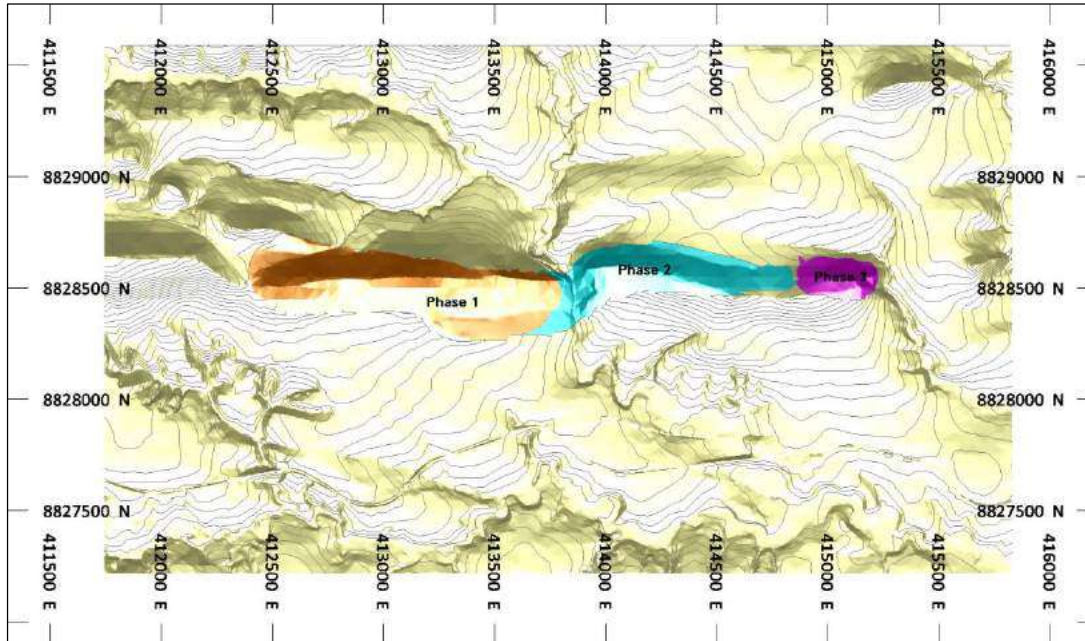 411500 E
412000 E
412500 E
413000 E
413500 E
414000 E
414500 E
415000 E
415500 E
416000 E
8829000 N
8829000 N
Phase 2
Phase 3
8828500 N
8828500 N
Phase 1
8828000 N
8828000 N
8827500 N
8827500 N
411500 E
412000 E
412500 E
413000 E
413500 E
414000 E
414500 E
415000 E
415500 E
416000 E